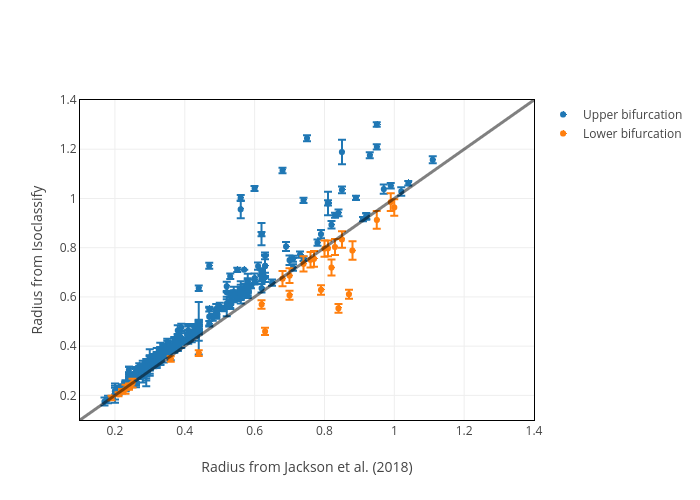 Upper bifurcation
Lower bifurcation
Radius from Isoclassify
1.4
1.2
1
0.8
0.6
0.4
0.2
0.2 0.4 0.6 0.8 1 1.2 1.4
Radius from Jackson et al. (2018)